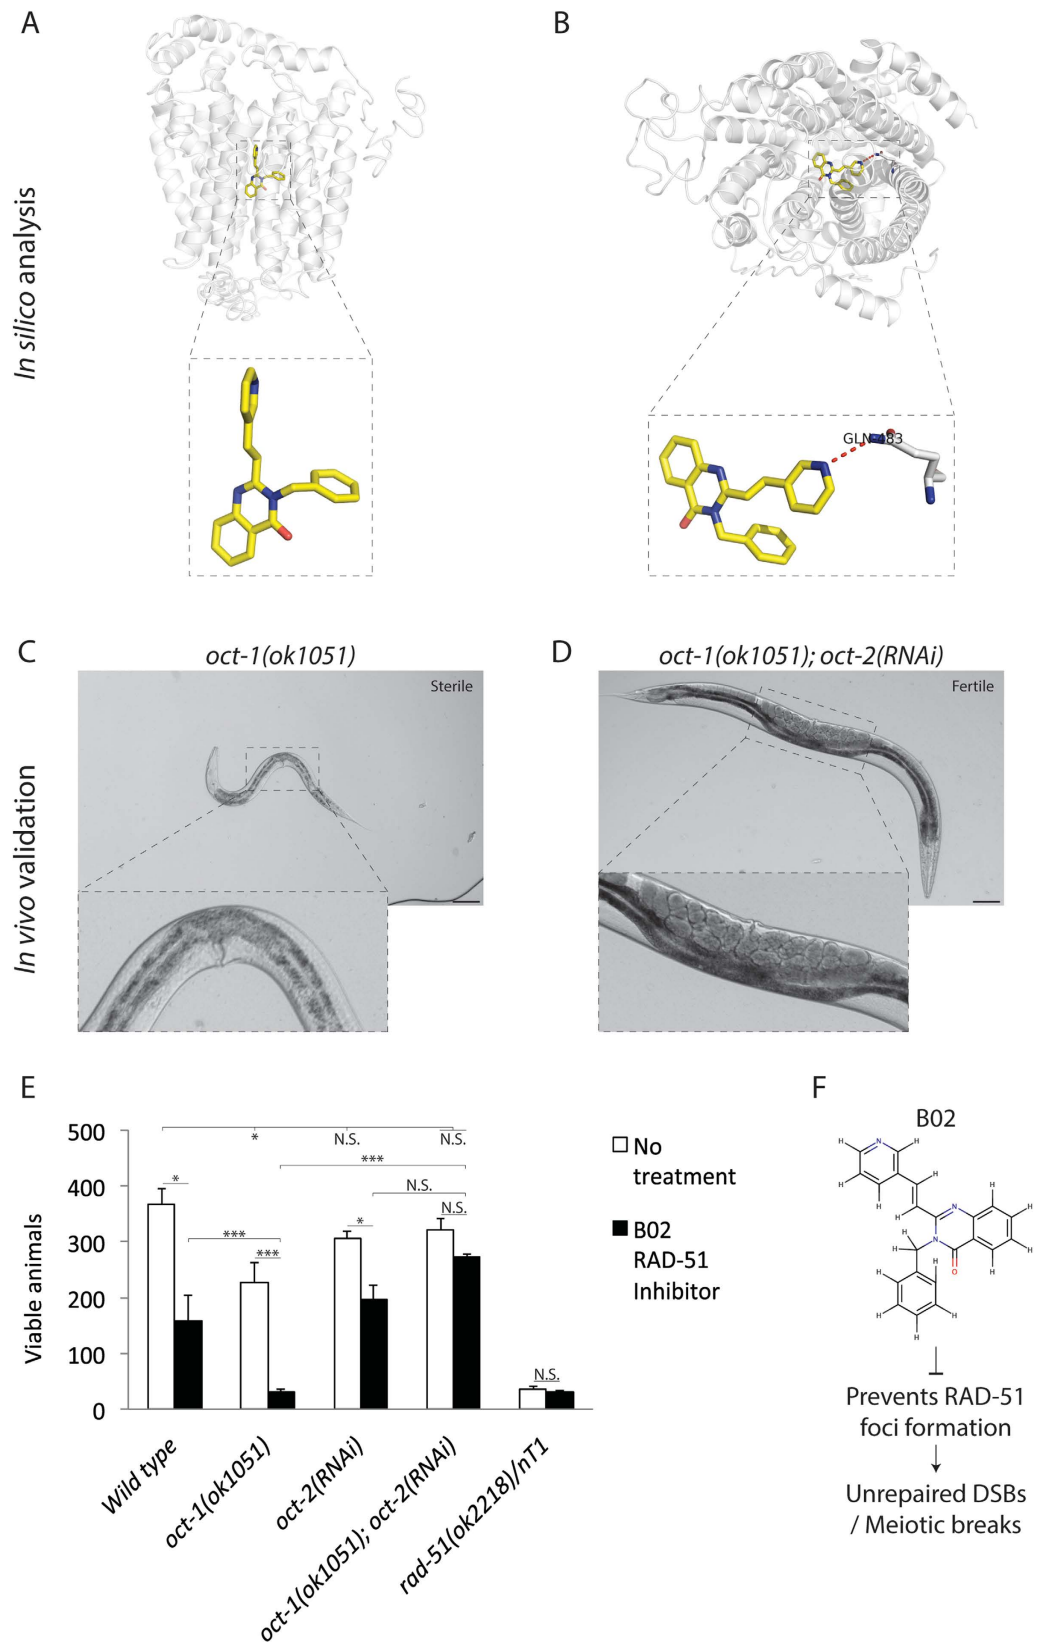 A
B
In silico analysis
GLN-483
C
oct-1(ok1051)
D
oct-1(ok1051); oct-2(RNAi)
Sterile
Fertile
In vivo validation
E
F
500
400
300
200
100
0
Viable animals
*
N.S.
N.S.
***
*
N.S.
N.S.
***
***
*
N.S.
No
treatment
B02
RAD-51
Inhibitor
Wild type
oct-1(ok1051)
oct-2(RNAi)
oct-1(ok1051); oct-2(RNAi)
rad-51(ok2218)/nT1
B02
H
N
H
H
H
H
H
N
H
H
H
H
N
H
H
O
H
H
H
H
H
H
Prevents RAD-51
foci formation
Unrepaired DSBs
/ Meiotic breaks